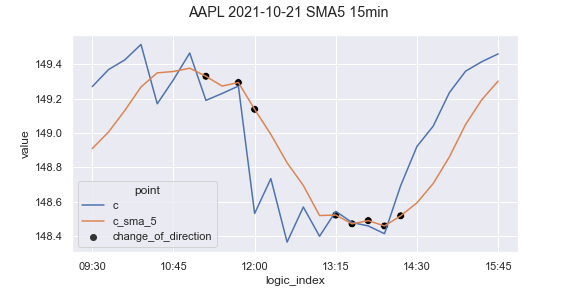 AAPL 2021-10-21 SMA5 15min
149.4
149.2
149.0
148.8
148.6
148.4
value
point
c
c_sma_5
change_of_direction
09:30 10:45 12:00 13:15 14:30 15:45
logic_index